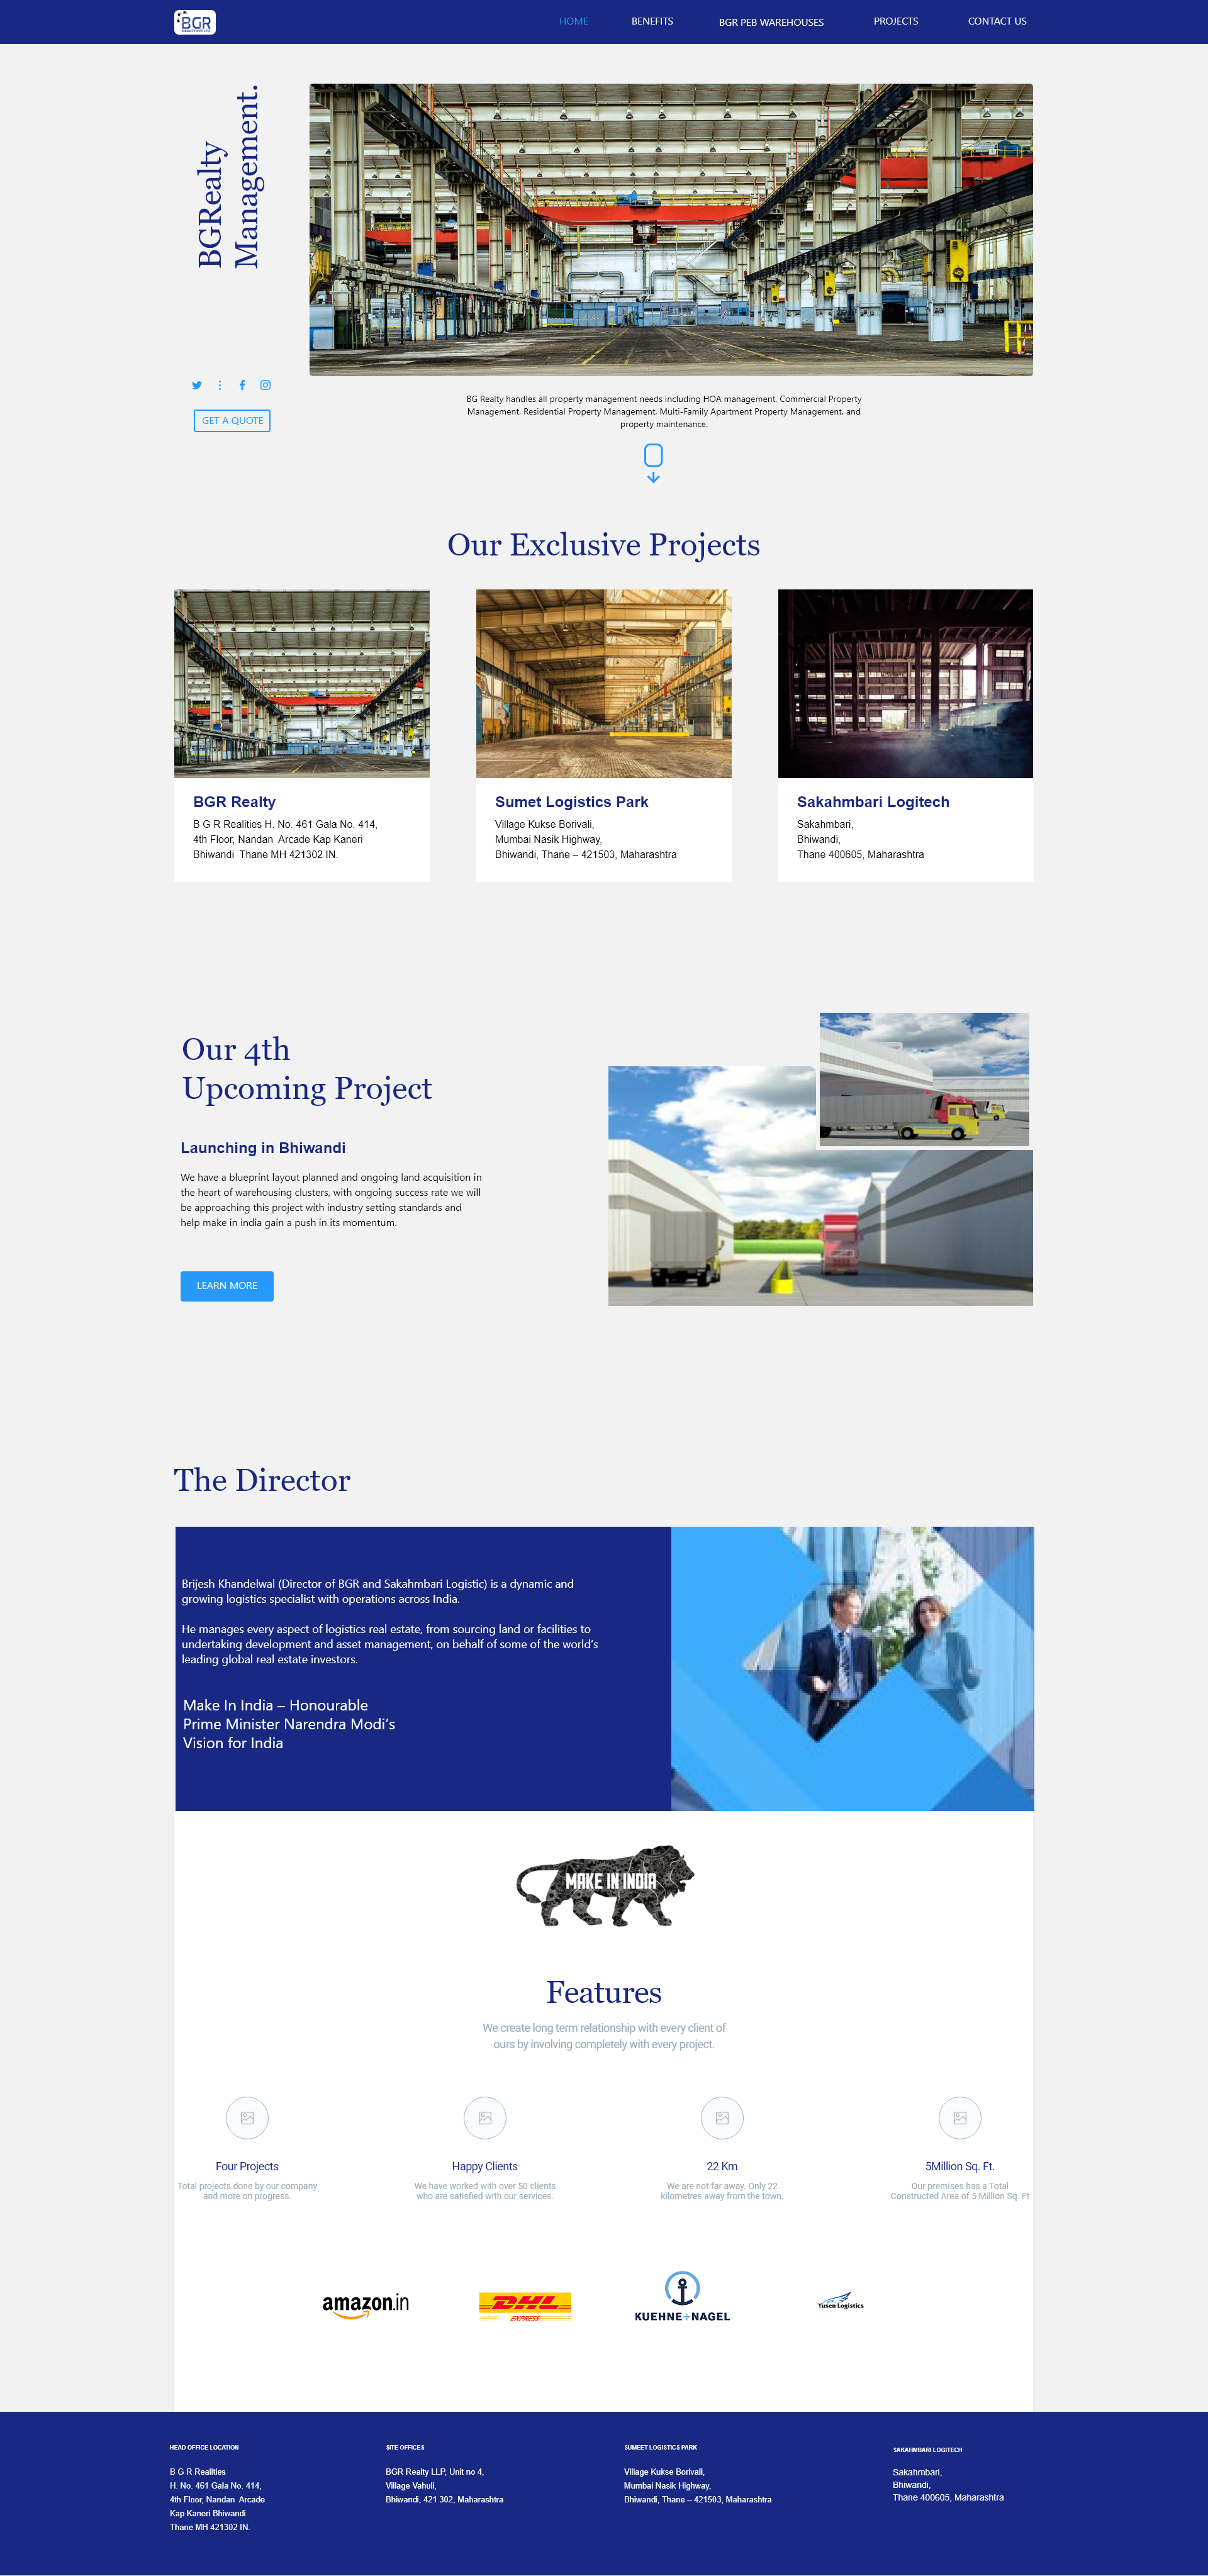 BGR
REALTY PVT LTD
HOME
BENEFITS
BGR PEB WAREHOUSES
PROJECTS
CONTACT US
BGRealty
Management.
GET A QUOTE
BG Realty handles all property management needs including HOA management, Commercial Property
Management, Residential Property Management, Multi-Family Apartment Property Management, and
property maintenance.
Our Exclusive Projects
BGR Realty
B G R Realities H. No. 461 Gala No. 414,
4th Floor, Nandan Arcade Kap Kaneri
Bhiwandi Thane MH 421302 IN.
Sumet Logistics Park
Village Kukse Borivali,
Mumbai Nasik Highway,
Bhiwandi, Thane – 421503, Maharashtra
Sakahmbari Logitech
Sakahmbari,
Bhiwandi,
Thane 400605, Maharashtra
Our 4th
Upcoming Project
Launching in Bhiwandi
We have a blueprint layout planned and ongoing land acquisition in
the heart of warehousing clusters, with ongoing success rate we will
be approaching this project with industry setting standards and
help make in india gain a push in its momentum.
LEARN MORE
The Director
Brijesh Khandelwal (Director of BGR and Sakahmbari Logistic) is a dynamic and
growing logistics specialist with operations across India.
He manages every aspect of logistics real estate, from sourcing land or facilities to
undertaking development and asset management, on behalf of some of the world's
leading global real estate investors.
Make In India – Honourable
Prime Minister Narendra Modi's
Vision for India
MAKE IN INDIA
Features
We create long term relationship with every client of
ours by involving completely with every project.
Four Projects
Total projects done by our company
and more on progress.
Happy Clients
We have worked with over 50 clients
who are satisfied with our services.
22 Km
We are not far away. Only 22
kilometres away from the town.
5Million Sq. Ft.
Our premises has a Total
Constructed Area of 5 Million Sq. Ft
amazon.in
DHL
EXPRESS
KUEHNE+NAGEL
Yusen Logistics
HEAD OFFICE LOCATION
B G R Realities
H. No. 461 Gala No. 414,
4th Floor, Nandan Arcade
Kap Kaneri Bhiwandi
Thane MH 421302 IN.
SITE OFFICES
BGR Realty LLP, Unit no 4,
Village Vahuli,
Bhiwandi, 421 302, Maharashtra
SUMEET LOGISTICS PARK
Village Kukse Borivali,
Mumbai Nasik Highway,
Bhiwandi, Thane – 421503, Maharashtra
SAKAHMBARI LOGITECH
Sakahmbari,
Bhiwandi,
Thane 400605, Maharashtra